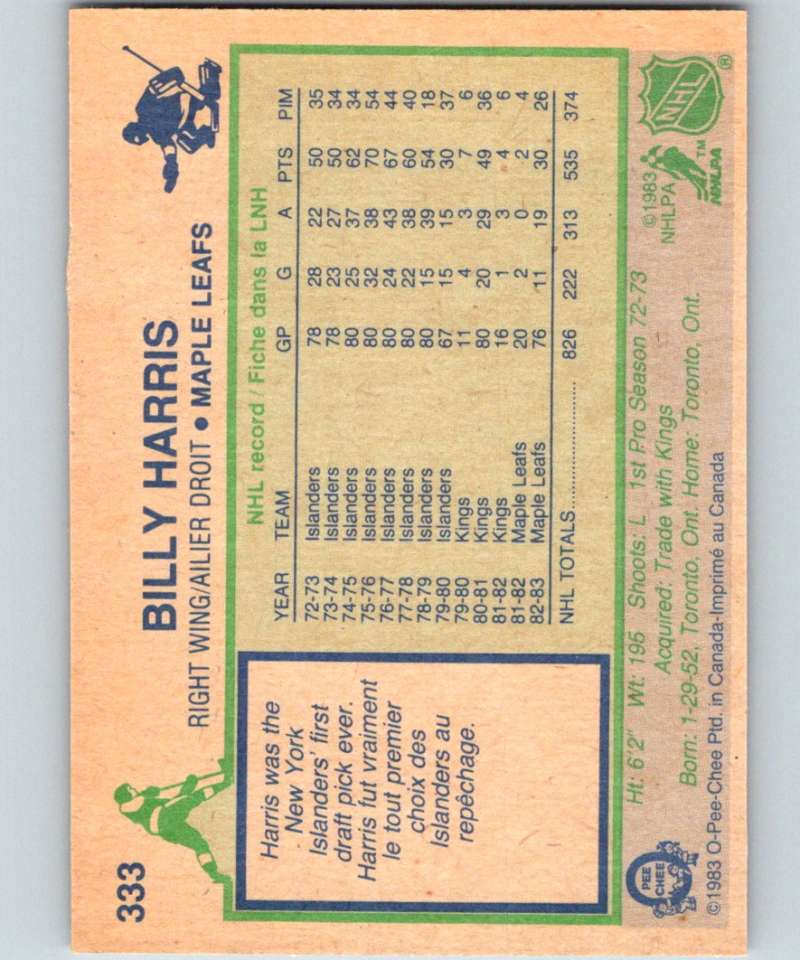 333
BILLY HARRIS
RIGHT WING/AILIER DROIT • MAPLE LEAFS
Harris was the
New York
Islanders' first
draft pick ever.
Harris fut vraiment
le tout premier
choix des
Islanders au
repêchage.
NHL record / Fiche dans la LNH
YEAR TEAM GP G A PTS PIM
72-73 Islanders 78 28 22 50 35
73-74 Islanders 78 23 27 50 34
74-75 Islanders 80 25 37 62 34
75-76 Islanders 80 32 38 70 54
76-77 Islanders 80 24 43 67 44
77-78 Islanders 80 22 38 60 40
78-79 Islanders 80 15 39 54 18
79-80 Islanders 67 15 15 30 37
79-80 Kings 11 4 3 7 6
80-81 Kings 80 20 29 49 36
81-82 Kings 16 1 3 4 6
81-82 Maple Leafs 20 2 0 2 4
82-83 Maple Leafs 76 11 19 30 26
NHL TOTALS.......................... 826 222 313 535 374
Ht: 6'2" Wt: 195 Shoots: L 1st Pro Season 72-73
Acquired: Trade with Kings
Born: 1-29-52, Toronto, Ont. Home: Toronto, Ont.
O PEE CHEE
©1983 O-Pee-Chee Ptd. in Canada-Imprimé au Canada
©1983
NHLPA
NHLPA™
NHL®